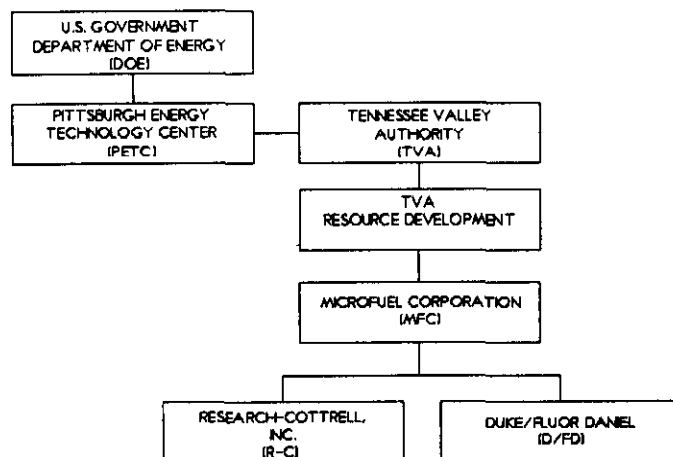 U.S. GOVERNMENT
DEPARTMENT OF ENERGY
(DOE)
PITTSBURGH ENERGY
TECHNOLOGY CENTER
(PETC)
TENNESSEE VALLEY
AUTHORITY
(TVA)
TVA
RESOURCE DEVELOPMENT
MICROFUEL CORPORATION
(MFC)
RESEARCH-COTTRELL,
INC.
(R-C)
DUKE/FLUOR DANIEL
(D/FD)